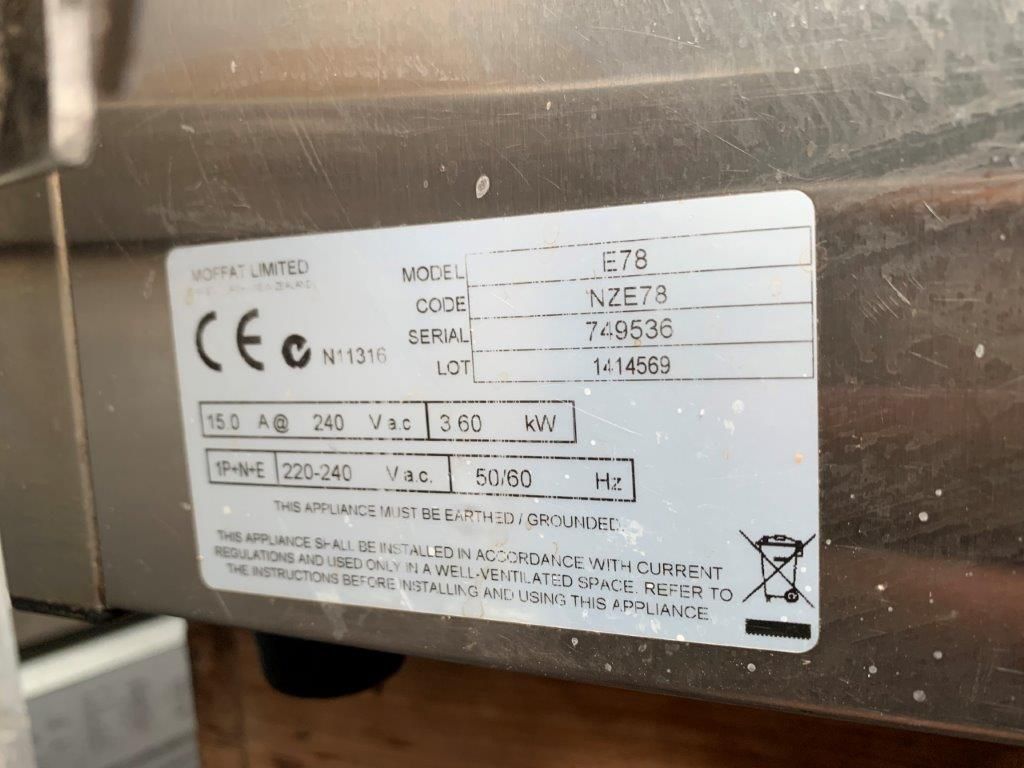 MOFFAT LIMITED
NEW ZEALAND
MODEL E78
CODE NZE78
SERIAL 749536
LOT 1414569
CE N11316
15.0 A@ 240 V a.c 3.60 kW
1P+N+E 220-240 V a.c. 50/60 Hz
THIS APPLIANCE MUST BE EARTHED / GROUNDED.
THIS APPLIANCE SHALL BE INSTALLED IN ACCORDANCE WITH CURRENT
REGULATIONS AND USED ONLY IN A WELL-VENTILATED SPACE. REFER TO
THE INSTRUCTIONS BEFORE INSTALLING AND USING THIS APPLIANCE